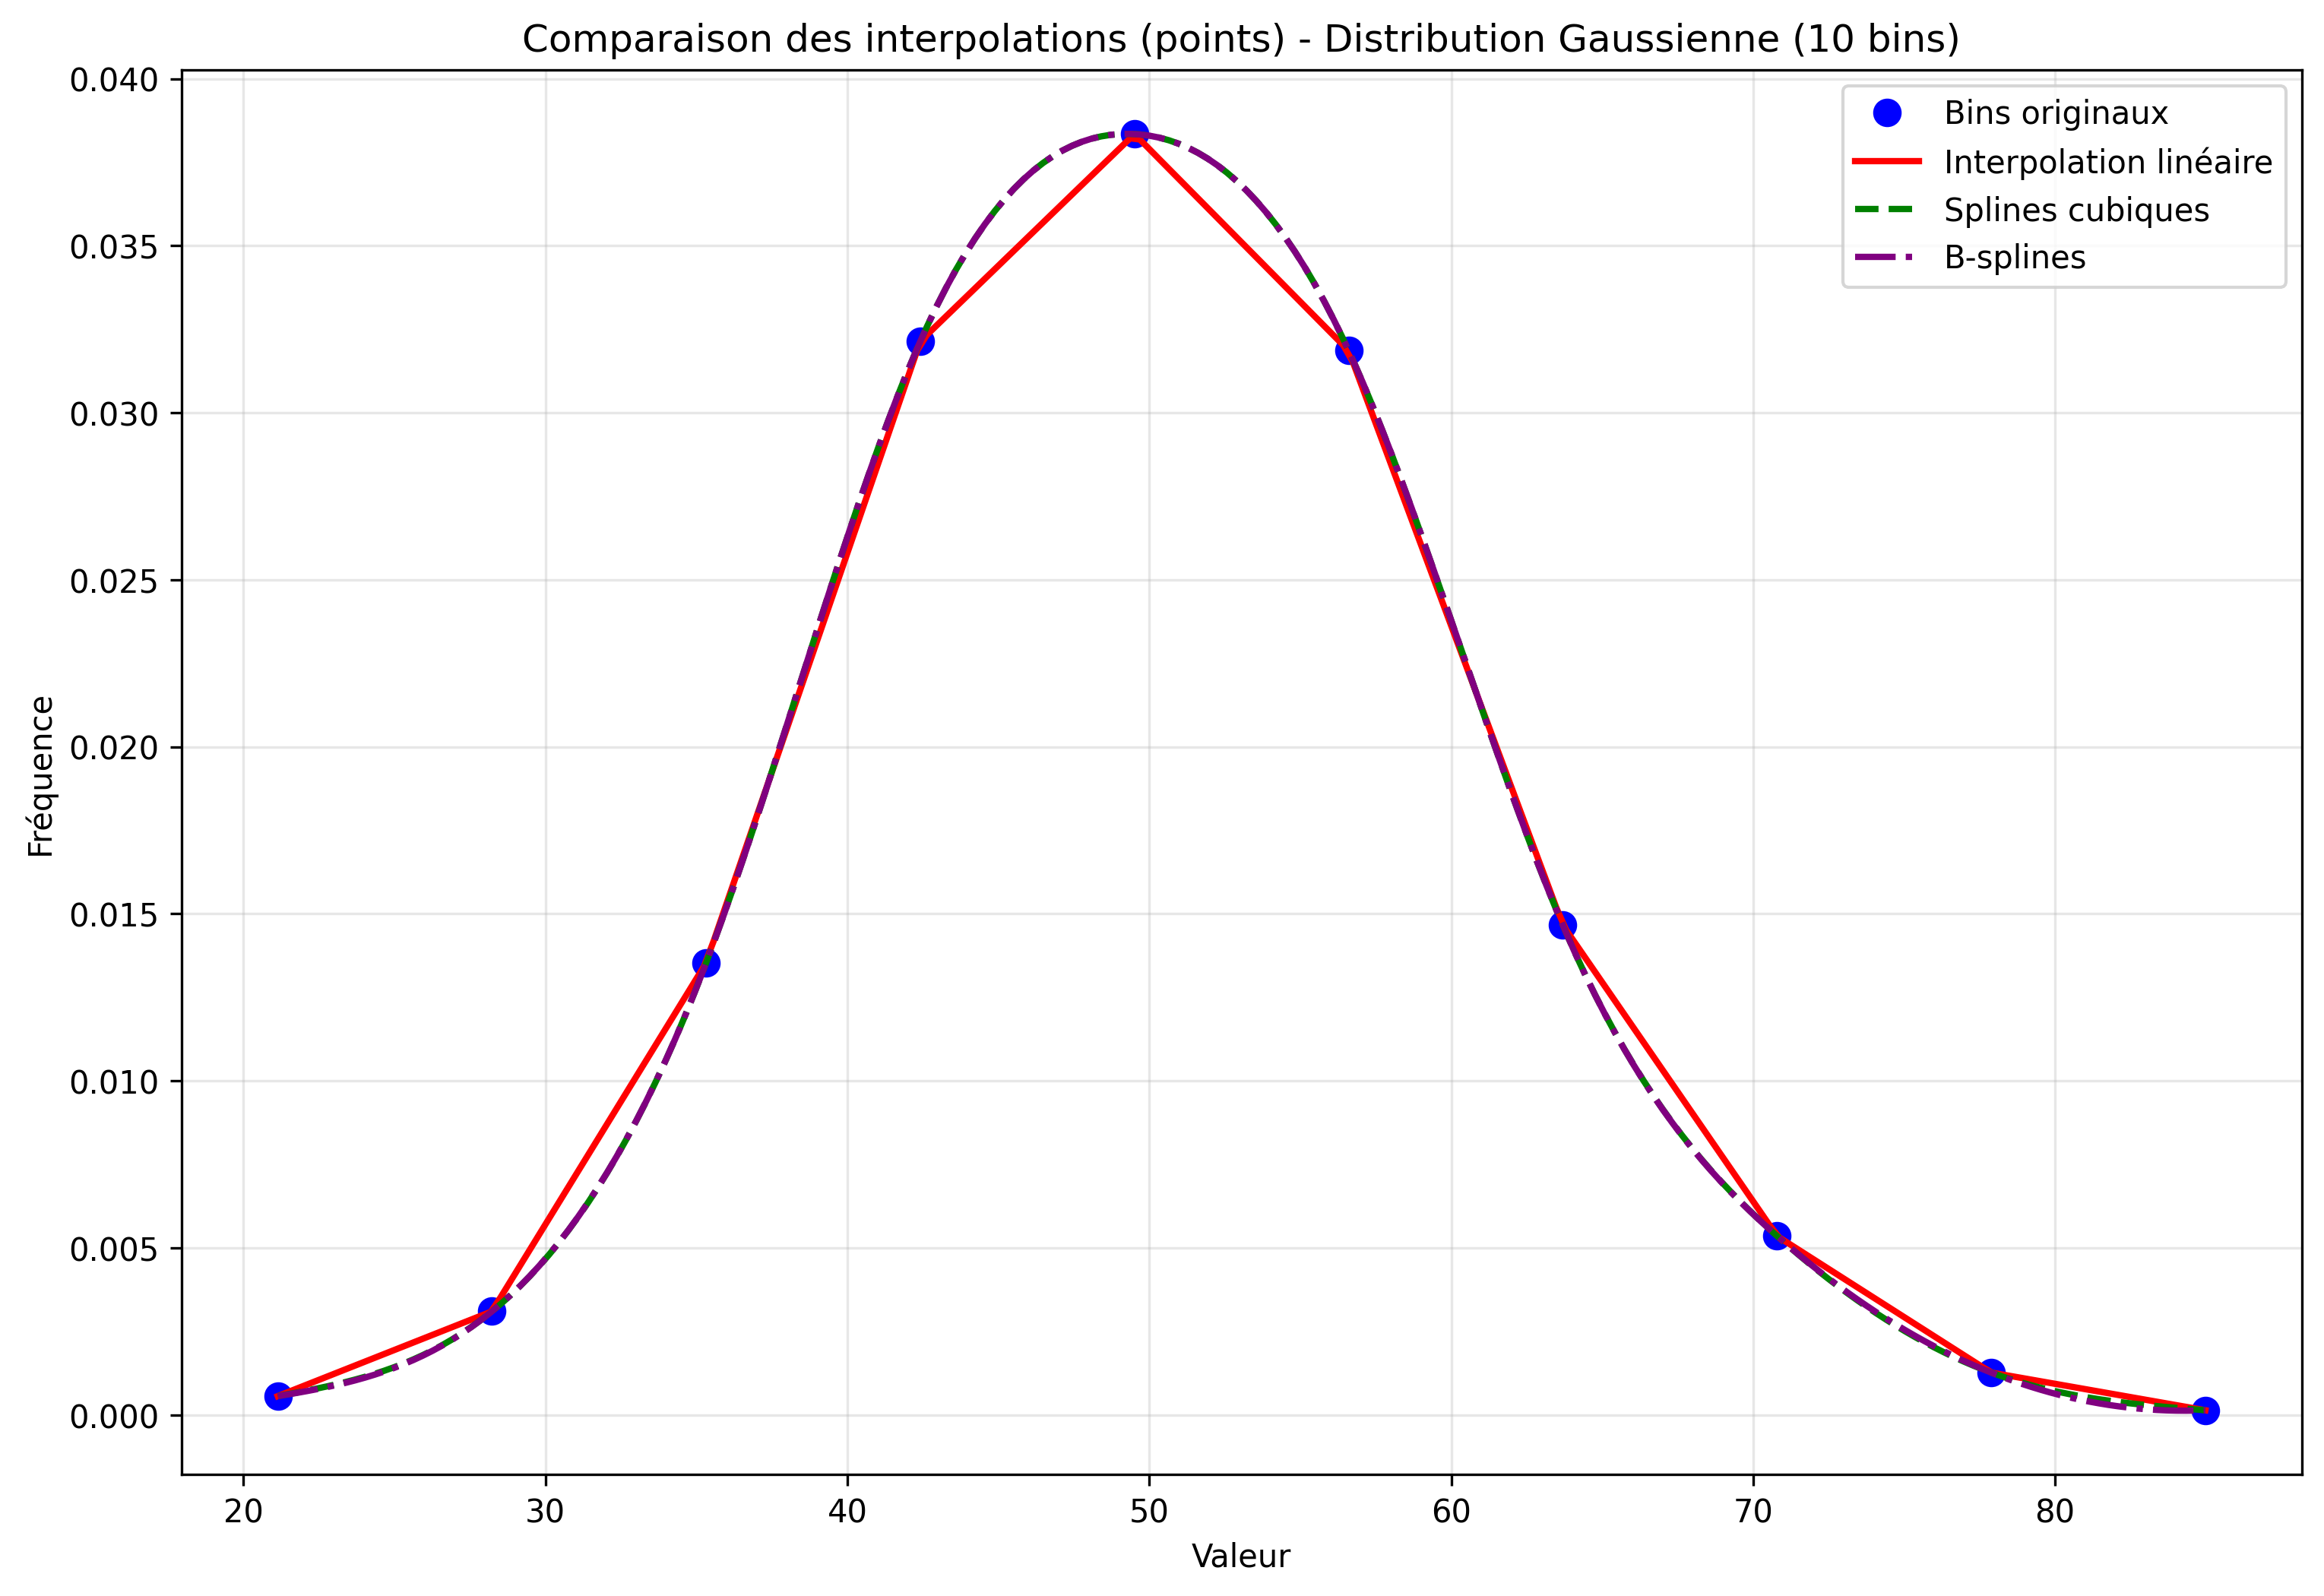 Comparaison des interpolations (points) - Distribution Gaussienne (10 bins)
0.040
0.035
0.030
0.025
0.020
0.015
0.010
0.005
0.000
Fréquence
Bins originaux
Interpolation linéaire
Splines cubiques
B-splines
20 30 40 50 60 70 80
Valeur